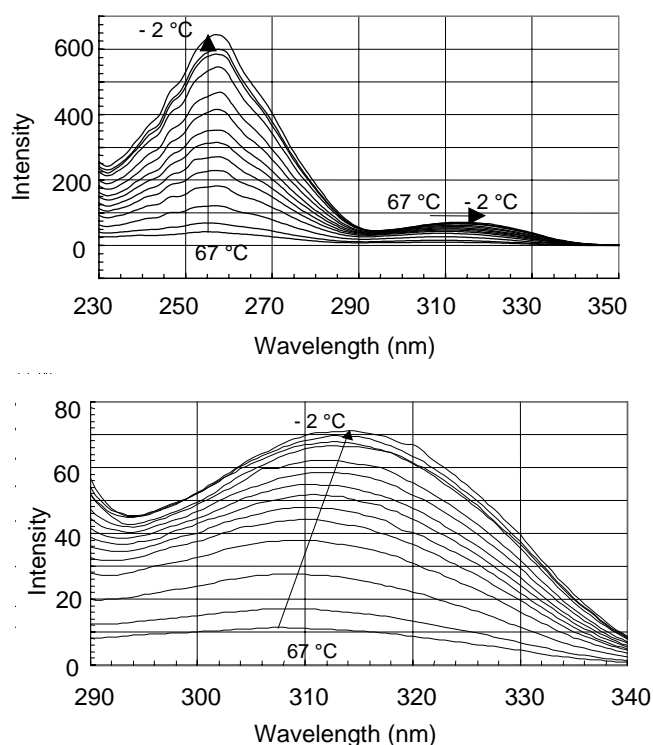 600
- 2 °C
400
Intensity
200
67 °C - 2 °C
0
67 °C
230 250 270 290 310 330 350
Wavelength (nm)
80
- 2 °C
60
Intensity
40
20
67 °C
0
290 300 310 320 330 340
Wavelength (nm)